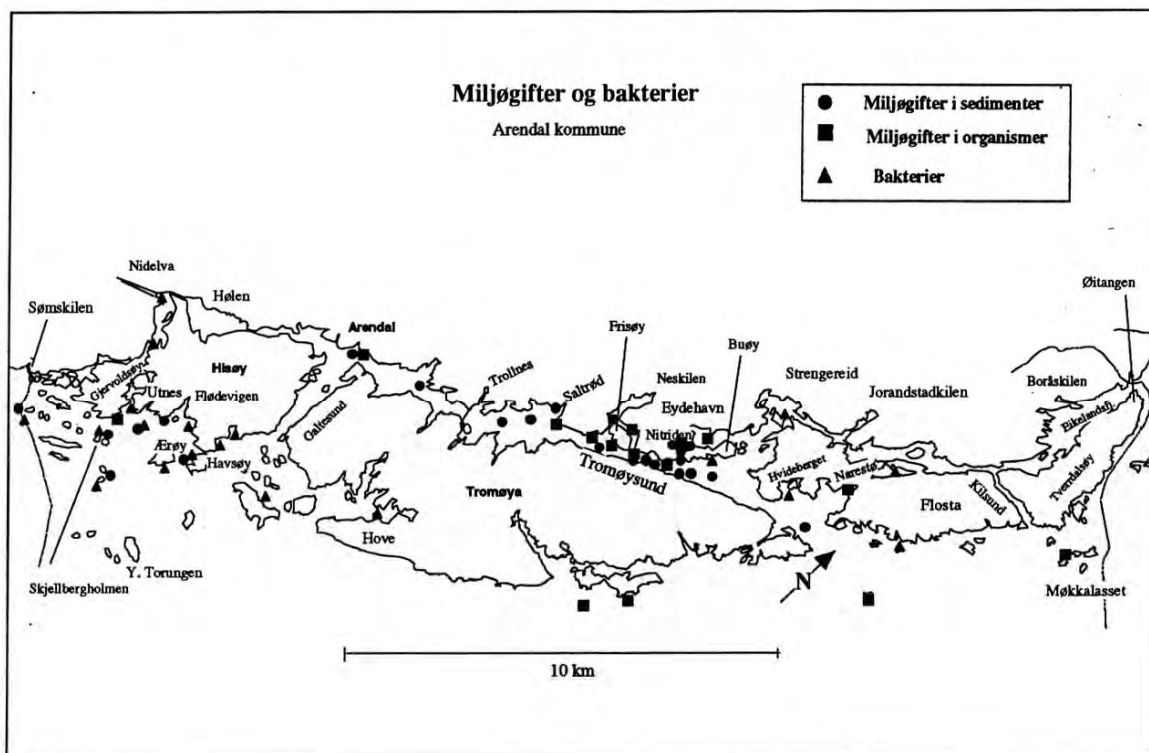 Miljøgifter og bakterier
Arendal kommune
Miljøgifter i sedimenter
Miljøgifter i organismer
Bakterier
Nidelva
Hølen
Sømskilen
Arendal
Frisøy
Buøy
Øitangen
Gjervoldsøy
Utnes
Hisøy
Flødevigen
Galtesund
Trollnes
Saltrød
Neskilen
Eydehavn
Nitriden
Strengereid
Jorandstadkilen
Boråskilen
Eikelandsfj.
Tverdalsøy
Ærøy
Havsøy
Tromøya
Tromøysund
Hvideberget
Narestø
Flosta
Kilsund
Hove
Y. Torungen
Skjellbergholmen
N
Møkkalasset
10 km